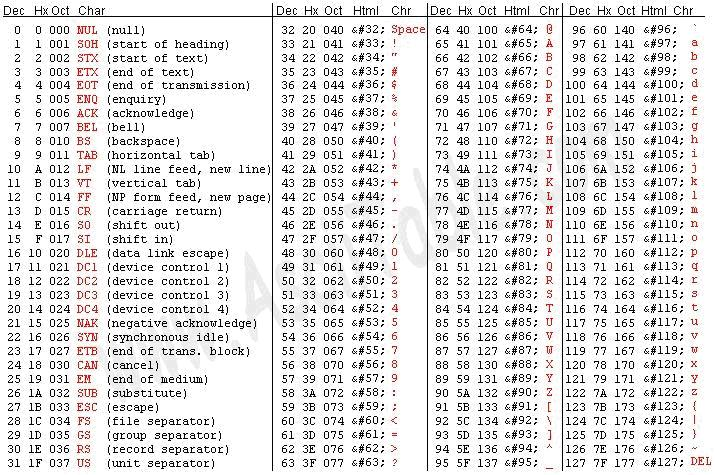 Dec Hx Oct Char Dec Hx Oct Html Chr Dec Hx Oct Html Chr Dec Hx Oct Html Chr
0 0 000 NUL (null) 32 20 040 &#32; Space 64 40 100 &#64; @ 96 60 140 &#96; `
1 1 001 SOH (start of heading) 33 21 041 &#33; ! 65 41 101 &#65; A 97 61 141 &#97; a
2 2 002 STX (start of text) 34 22 042 &#34; " 66 42 102 &#66; B 98 62 142 &#98; b
3 3 003 ETX (end of text) 35 23 043 &#35; # 67 43 103 &#67; C 99 63 143 &#99; c
4 4 004 EOT (end of transmission) 36 24 044 &#36; $ 68 44 104 &#68; D 100 64 144 &#100; d
5 5 005 ENQ (enquiry) 37 25 045 &#37; % 69 45 105 &#69; E 101 65 145 &#101; e
6 6 006 ACK (acknowledge) 38 26 046 &#38; & 70 46 106 &#70; F 102 66 146 &#102; f
7 7 007 BEL (bell) 39 27 047 &#39; ' 71 47 107 &#71; G 103 67 147 &#103; g
8 8 010 BS (backspace) 40 28 050 &#40; ( 72 48 110 &#72; H 104 68 150 &#104; h
9 9 011 TAB (horizontal tab) 41 29 051 &#41; ) 73 49 111 &#73; I 105 69 151 &#105; i
10 A 012 LF (NL line feed, new line) 42 2A 052 &#42; * 74 4A 112 &#74; J 106 6A 152 &#106; j
11 B 013 VT (vertical tab) 43 2B 053 &#43; + 75 4B 113 &#75; K 107 6B 153 &#107; k
12 C 014 FF (NP form feed, new page) 44 2C 054 &#44; , 76 4C 114 &#76; L 108 6C 154 &#108; l
13 D 015 CR (carriage return) 45 2D 055 &#45; - 77 4D 115 &#77; M 109 6D 155 &#109; m
14 E 016 SO (shift out) 46 2E 056 &#46; . 78 4E 116 &#78; N 110 6E 156 &#110; n
15 F 017 SI (shift in) 47 2F 057 &#47; / 79 4F 117 &#79; O 111 6F 157 &#111; o
16 10 020 DLE (data link escape) 48 30 060 &#48; 0 80 50 120 &#80; P 112 70 160 &#112; p
17 11 021 DC1 (device control 1) 49 31 061 &#49; 1 81 51 121 &#81; Q 113 71 161 &#113; q
18 12 022 DC2 (device control 2) 50 32 062 &#50; 2 82 52 122 &#82; R 114 72 162 &#114; r
19 13 023 DC3 (device control 3) 51 33 063 &#51; 3 83 53 123 &#83; S 115 73 163 &#115; s
20 14 024 DC4 (device control 4) 52 34 064 &#52; 4 84 54 124 &#84; T 116 74 164 &#116; t
21 15 025 NAK (negative acknowledge) 53 35 065 &#53; 5 85 55 125 &#85; U 117 75 165 &#117; u
22 16 026 SYN (synchronous idle) 54 36 066 &#54; 6 86 56 126 &#86; V 118 76 166 &#118; v
23 17 027 ETB (end of trans. block) 55 37 067 &#55; 7 87 57 127 &#87; W 119 77 167 &#119; w
24 18 030 CAN (cancel) 56 38 070 &#56; 8 88 58 130 &#88; X 120 78 170 &#120; x
25 19 031 EM (end of medium) 57 39 071 &#57; 9 89 59 131 &#89; Y 121 79 171 &#121; y
26 1A 032 SUB (substitute) 58 3A 072 &#58; : 90 5A 132 &#90; Z 122 7A 172 &#122; z
27 1B 033 ESC (escape) 59 3B 073 &#59; ; 91 5B 133 &#91; [ 123 7B 173 &#123; {
28 1C 034 FS (file separator) 60 3C 074 &#60; < 92 5C 134 &#92; \ 124 7C 174 &#124; |
29 1D 035 GS (group separator) 61 3D 075 &#61; = 93 5D 135 &#93; ] 125 7D 175 &#125; }
30 1E 036 RS (record separator) 62 3E 076 &#62; > 94 5E 136 &#94; ^ 126 7E 176 &#126; ~
31 1F 037 US (unit separator) 63 3F 077 &#63; ? 95 5F 137 &#95; _ 127 7F 177 &#127; DEL